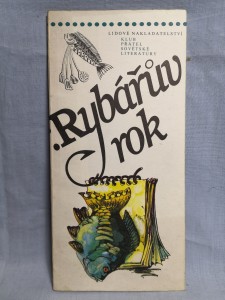 LIDOVÉ NAKLADATELSTVÍ
KLUB
PŘÁTEL
SOVĚTSKÉ
LITERATURY
Rybářův
rok